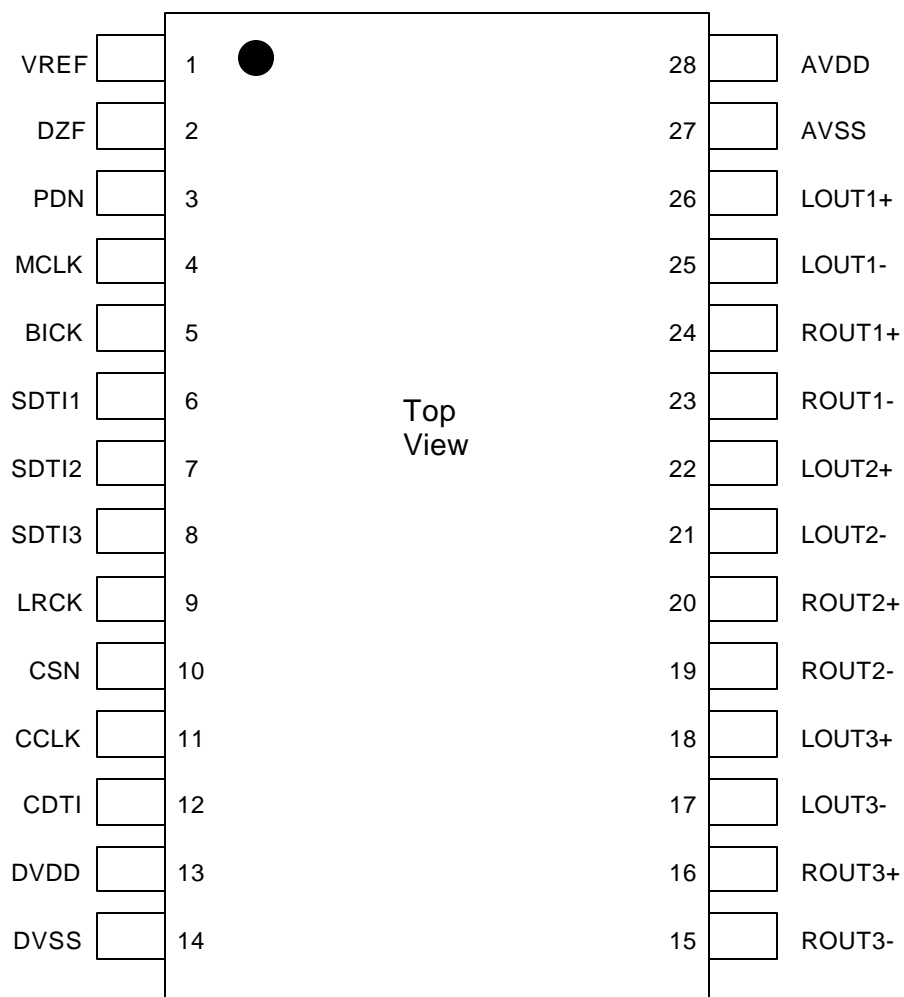 VREF 1 28 AVDD
DZF 2 27 AVSS
PDN 3 26 LOUT1+
MCLK 4 25 LOUT1-
BICK 5 24 ROUT1+
SDTI1 6 23 ROUT1-
Top
View
SDTI2 7 22 LOUT2+
SDTI3 8 21 LOUT2-
LRCK 9 20 ROUT2+
CSN 10 19 ROUT2-
CCLK 11 18 LOUT3+
CDTI 12 17 LOUT3-
DVDD 13 16 ROUT3+
DVSS 14 15 ROUT3-